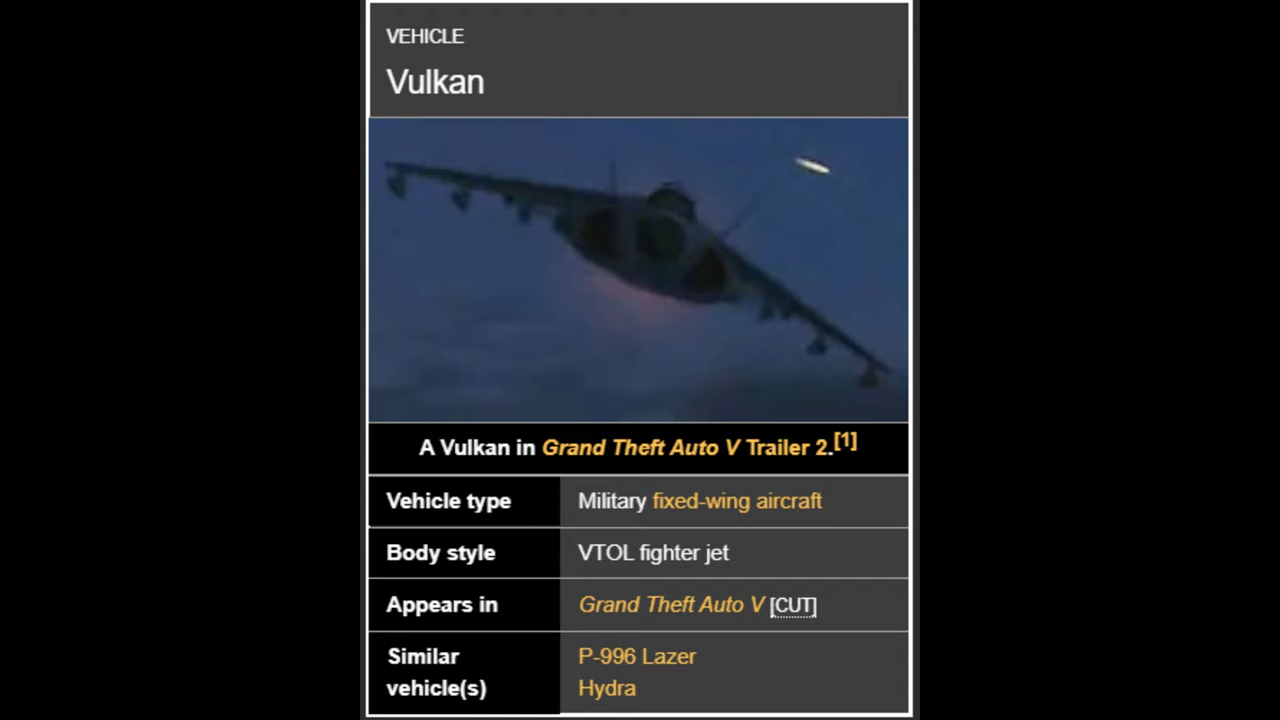 VEHICLE
Vulkan
A Vulkan in Grand Theft Auto V Trailer 2.[1]
Vehicle type Military fixed-wing aircraft
Body style VTOL fighter jet
Appears in Grand Theft Auto V [CUT]
Similar vehicle(s) P-996 Lazer
Hydra